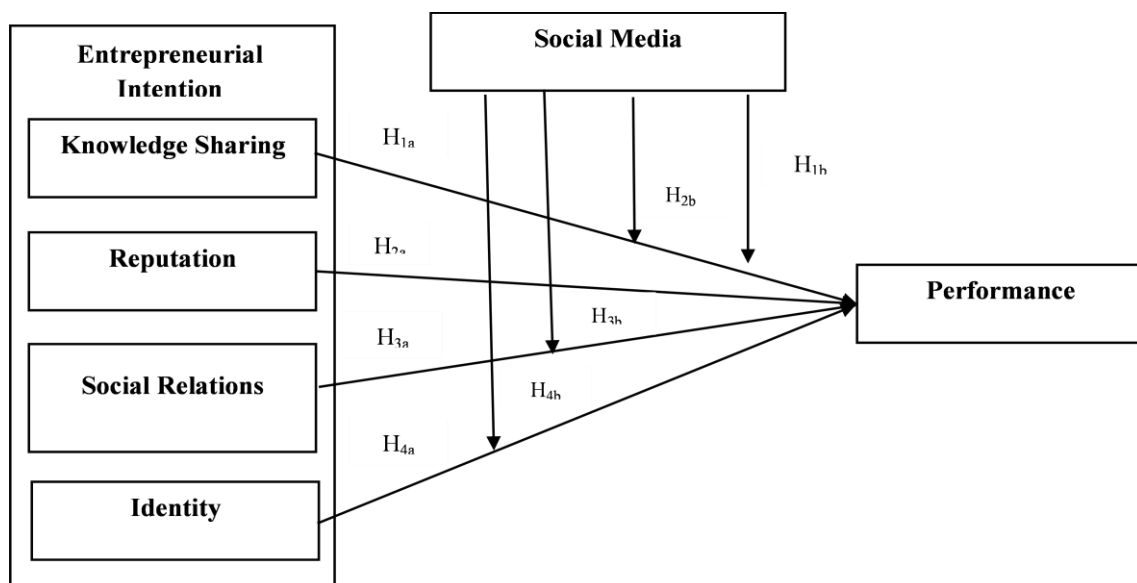 Social Media
Entrepreneurial
Intention
Knowledge Sharing
H1a
H1b
H2b
Reputation
H2a
Performance
H3b
H3a
Social Relations
H4b
H4a
Identity